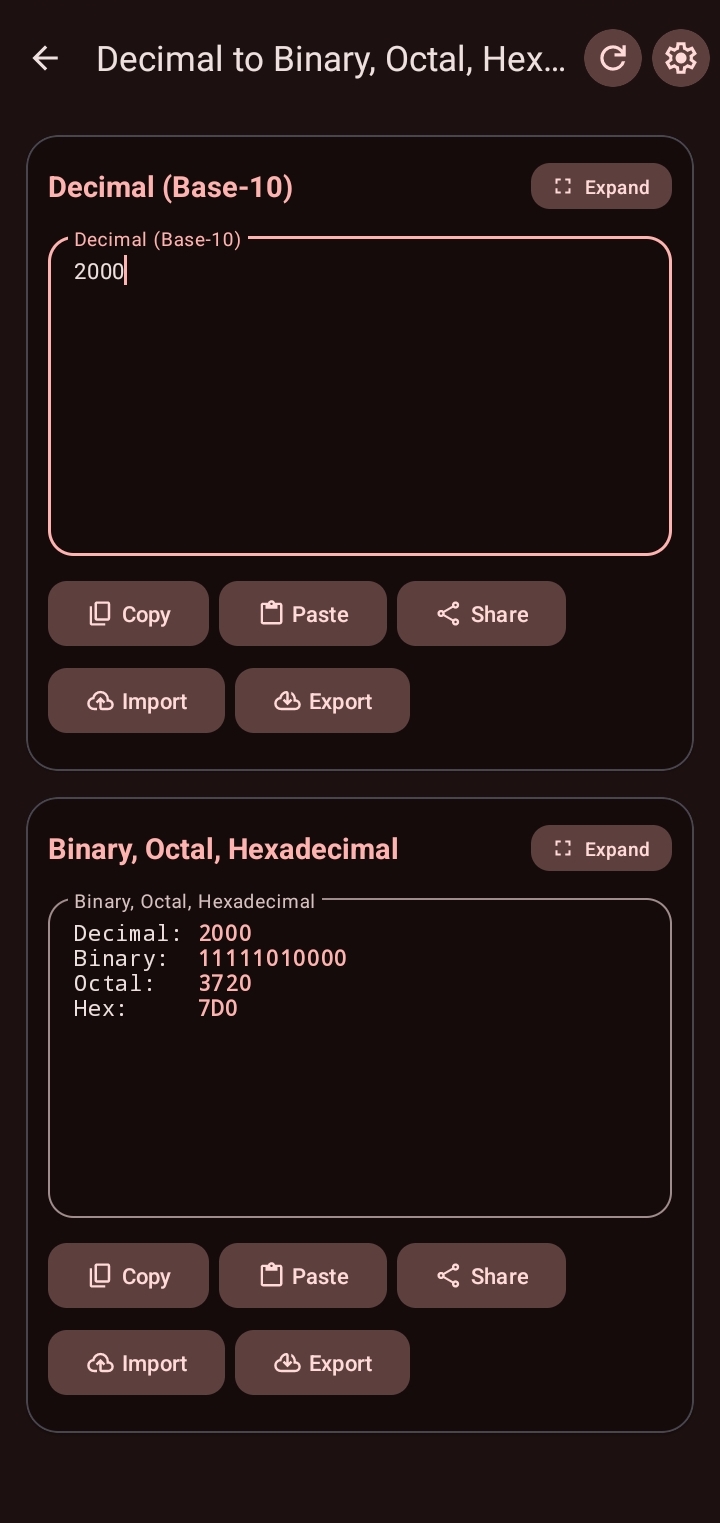 Decimal to Binary, Octal, Hex...
Decimal (Base-10)
Expand
Decimal (Base-10)
2000
Copy
Paste
Share
Import
Export
Binary, Octal, Hexadecimal
Expand
Binary, Octal, Hexadecimal
Decimal: 2000
Binary: 11111010000
Octal: 3720
Hex: 7D0
Copy
Paste
Share
Import
Export